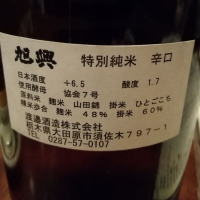 旭興 特別純米 辛口
日本酒度 +6.5 酸度 1.7
使用酵母 協会7号
原料米 麹米 山田錦 掛米 ひとごこち
精米歩合 麹米 48% 掛米 60%
渡邉酒造株式会社
栃木県大田原市須佐木797-1
TEL 0287-57-0107